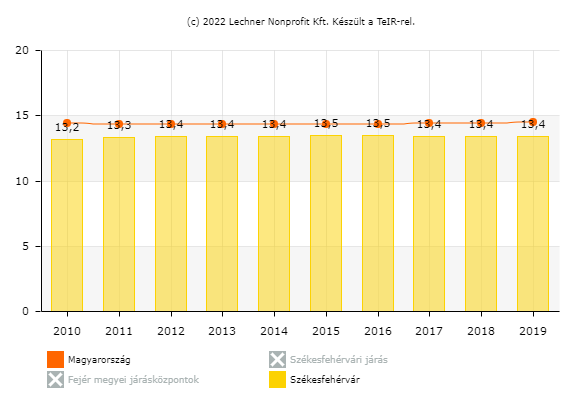 (c) 2022 Lechner Nonprofit Kft. Készült a TeIR-rel.
20
15
10
5
0
13,2 13,3 13,4 13,4 13,4 13,5 13,5 13,4 13,4 13,4
2010 2011 2012 2013 2014 2015 2016 2017 2018 2019
Magyarország Székesfehérvári járás
Fejér megyei járásközpontok Székesfehérvár